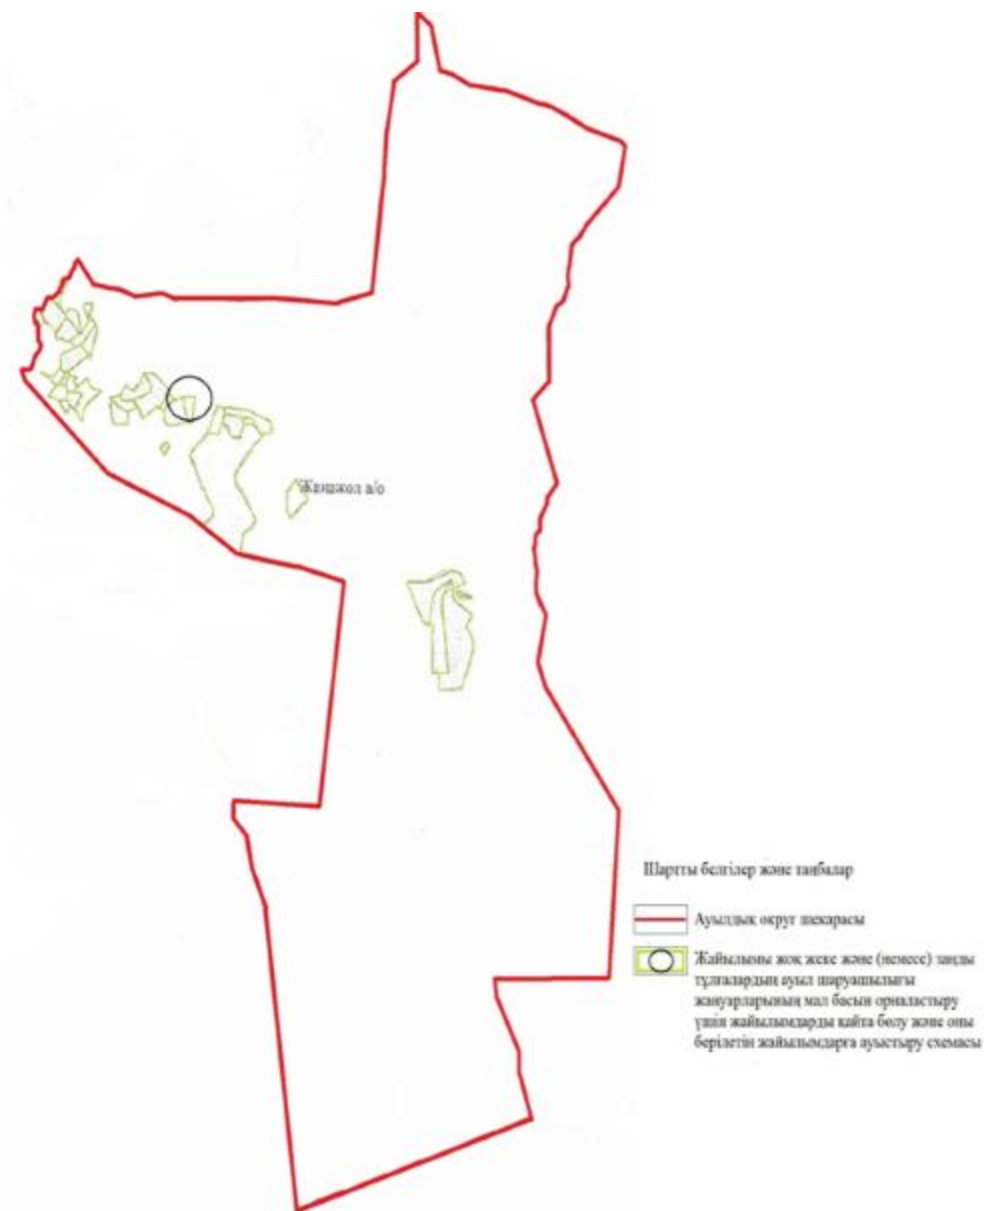 Жаңажол а/о
Шартты белгілер және таңбалар
Ауылдық округ шекарасы
Жайылымы жоқ жеке және (немесе) заңды
тұлғалардың ауыл шаруашылығы
жануарларының мал басын орналастыру
үшін жайылымдарды қайта бөлу және оны
берілетін жайылымдарға ауыстыру схемасы